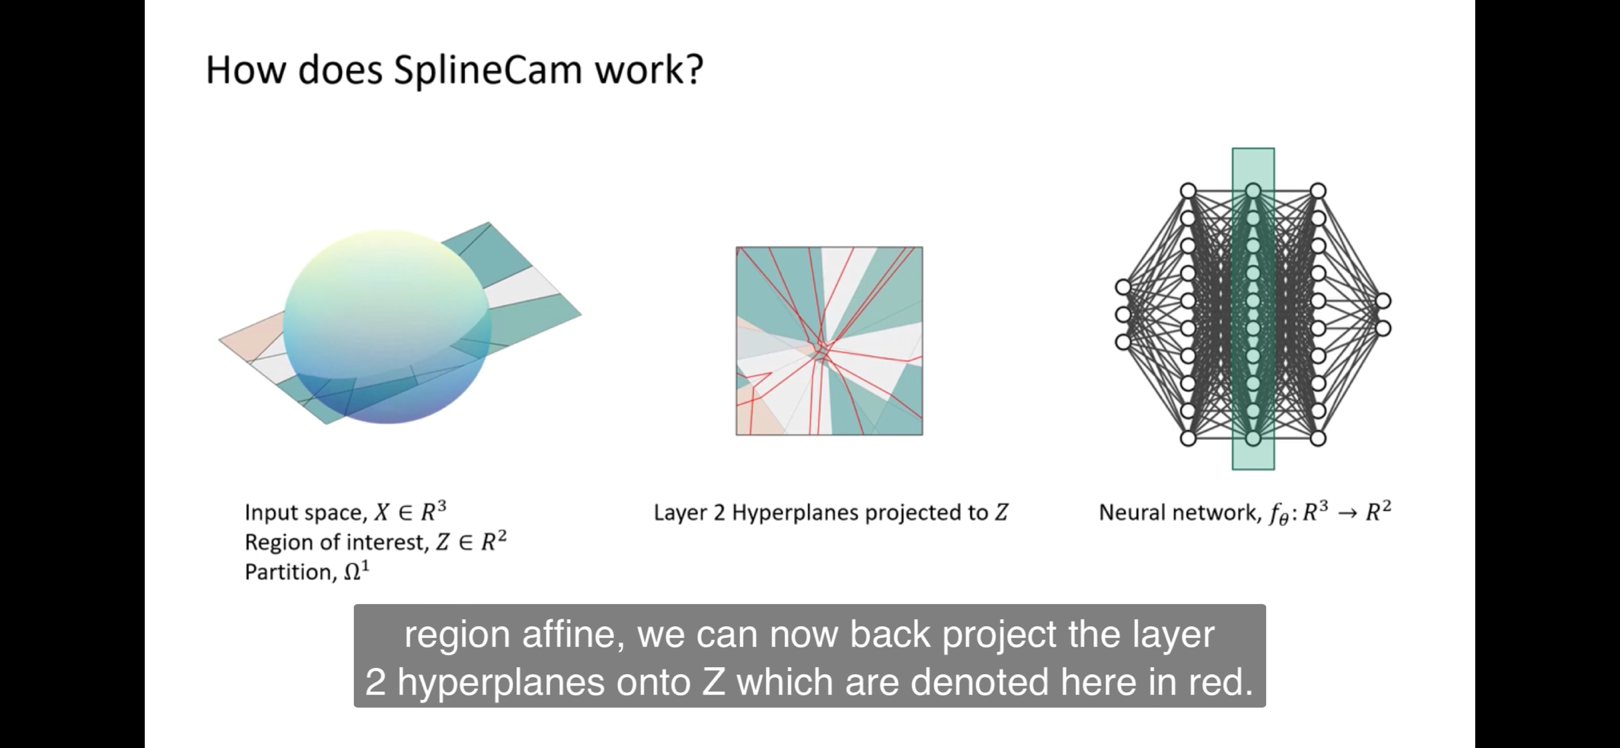 How does SplineCam work?
Input space, X ∈ R³
Region of interest, Z ∈ R²
Partition, Ω¹
Layer 2 Hyperplanes projected to Z
Neural network, f_θ: R³ → R²
region affine, we can now back project the layer
2 hyperplanes onto Z which are denoted here in red.